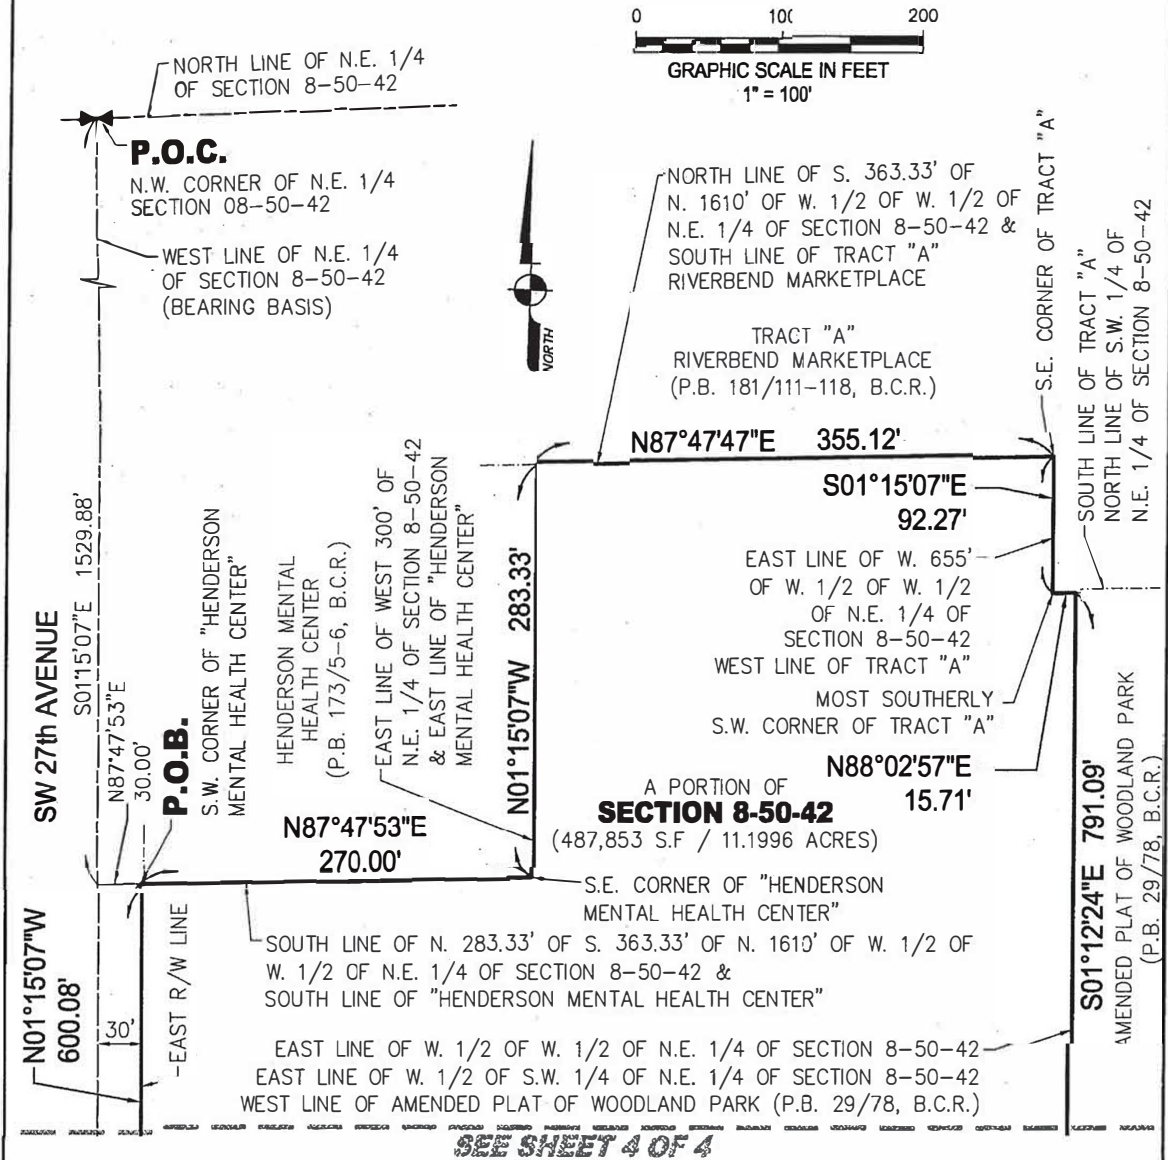 0 100 200
GRAPHIC SCALE IN FEET
1" = 100'
NORTH LINE OF N.E. 1/4
OF SECTION 8-50-42
P.O.C.
N.W. CORNER OF N.E. 1/4
SECTION 08-50-42
WEST LINE OF N.E. 1/4
OF SECTION 8-50-42
(BEARING BASIS)
NORTH
NORTH LINE OF S. 363.33' OF
N. 1610' OF W. 1/2 OF W. 1/2 OF
N.E. 1/4 OF SECTION 8-50-42 &
SOUTH LINE OF TRACT "A"
RIVERBEND MARKETPLACE
TRACT "A"
RIVERBEND MARKETPLACE
(P.B. 181/111-118, B.C.R.)
S.E. CORNER OF TRACT "A"
SOUTH LINE OF TRACT "A"
NORTH LINE OF S.W. 1/4 OF
N.E. 1/4 OF SECTION 8-50-42
N87°47'47"E 355.12'
S01°15'07"E
92.27'
EAST LINE OF W. 655'
OF W. 1/2 OF W. 1/2
OF N.E. 1/4 OF
SECTION 8-50-42
WEST LINE OF TRACT "A"
MOST SOUTHERLY
S.W. CORNER OF TRACT "A"
N88°02'57"E
15.71'
SW 27th AVENUE
S01°15'07"E 1529.88'
N87°47'53"E
30.00'
P.O.B.
S.W. CORNER OF "HENDERSON
MENTAL HEALTH CENTER"
HENDERSON MENTAL
HEALTH CENTER
(P.B. 173/5-6, B.C.R.)
EAST LINE OF WEST 300' OF
N.E. 1/4 OF SECTION 8-50-42
& EAST LINE OF "HENDERSON
MENTAL HEALTH CENTER"
N01°15'07"W 283.33'
A PORTION OF
SECTION 8-50-42
(487,853 S.F / 11.1996 ACRES)
N87°47'53"E
270.00'
S.E. CORNER OF "HENDERSON
MENTAL HEALTH CENTER"
S01°12'24"E 791.09'
AMENDED PLAT OF WOODLAND PARK
(P.B. 29/78, B.C.R.)
N01°15'07"W
600.08'
30'
EAST R/W LINE
SOUTH LINE OF N. 283.33' OF S. 363.33' OF N. 1610' OF W. 1/2 OF
W. 1/2 OF N.E. 1/4 OF SECTION 8-50-42 &
SOUTH LINE OF "HENDERSON MENTAL HEALTH CENTER"
EAST LINE OF W. 1/2 OF W. 1/2 OF N.E. 1/4 OF SECTION 8-50-42
EAST LINE OF W. 1/2 OF S.W. 1/4 OF N.E. 1/4 OF SECTION 8-50-42
WEST LINE OF AMENDED PLAT OF WOODLAND PARK (P.B. 29/78, B.C.R.)
SEE SHEET 4 OF 4